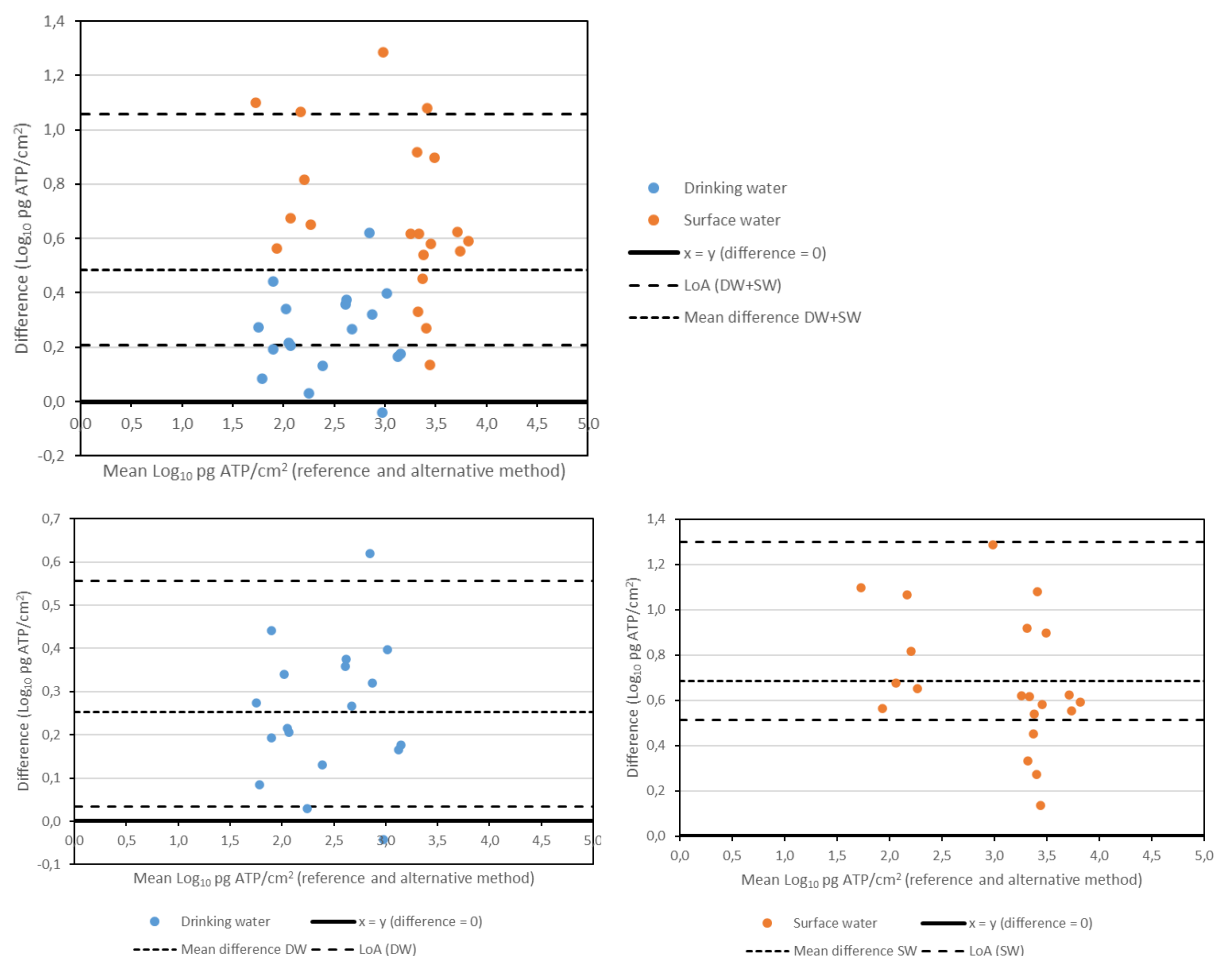 1,4
1,2
1,0
0,8
0,6
0,4
0,2
0,0
-0,2
Difference (Log₁₀ pg ATP/cm²)
0,0 0,5 1,0 1,5 2,0 2,5 3,0 3,5 4,0 4,5 5,0
Mean Log₁₀ pg ATP/cm² (reference and alternative method)
Drinking water
Surface water
x = y (difference = 0)
LoA (DW+SW)
Mean difference DW+SW
0,7
0,6
0,5
0,4
0,3
0,2
0,1
0,0
-0,1
Difference (Log₁₀ pg ATP/cm²)
0,0 0,5 1,0 1,5 2,0 2,5 3,0 3,5 4,0 4,5 5,0
Mean Log₁₀ pg ATP/cm² (reference and alternative method)
Drinking water x = y (difference = 0)
Mean difference DW LoA (DW)
1,4
1,2
1,0
0,8
0,6
0,4
0,2
0,0
Difference (Log₁₀ pg ATP/cm²)
0,0 0,5 1,0 1,5 2,0 2,5 3,0 3,5 4,0 4,5 5,0
Mean Log₁₀ pg ATP/cm² (reference and alternative method)
Surface water x = y (difference = 0)
Mean difference SW LoA (SW)